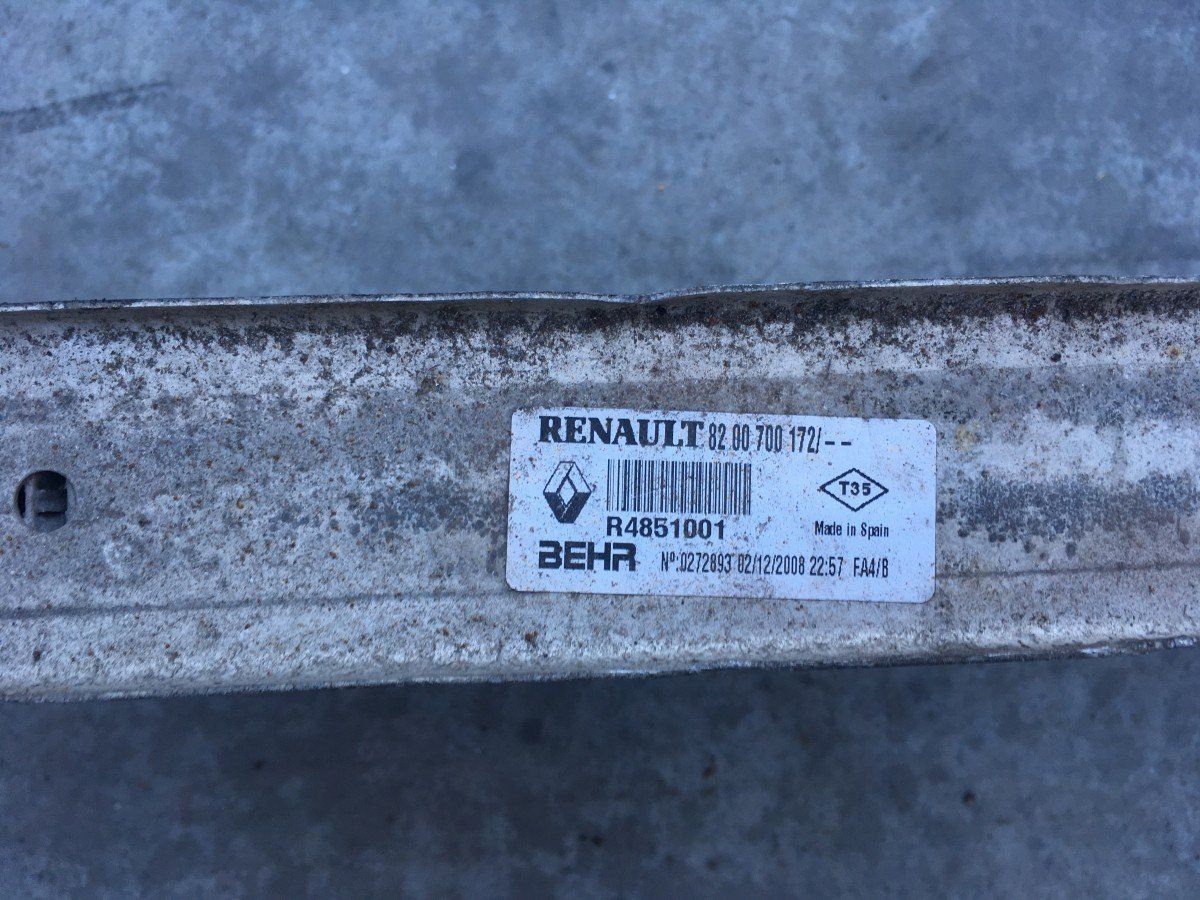 RENAULT 82 00 700 172/--
T35
R4851001
Made in Spain
BEHR Nº:0272893 02/12/2008 22:57 FA4/B